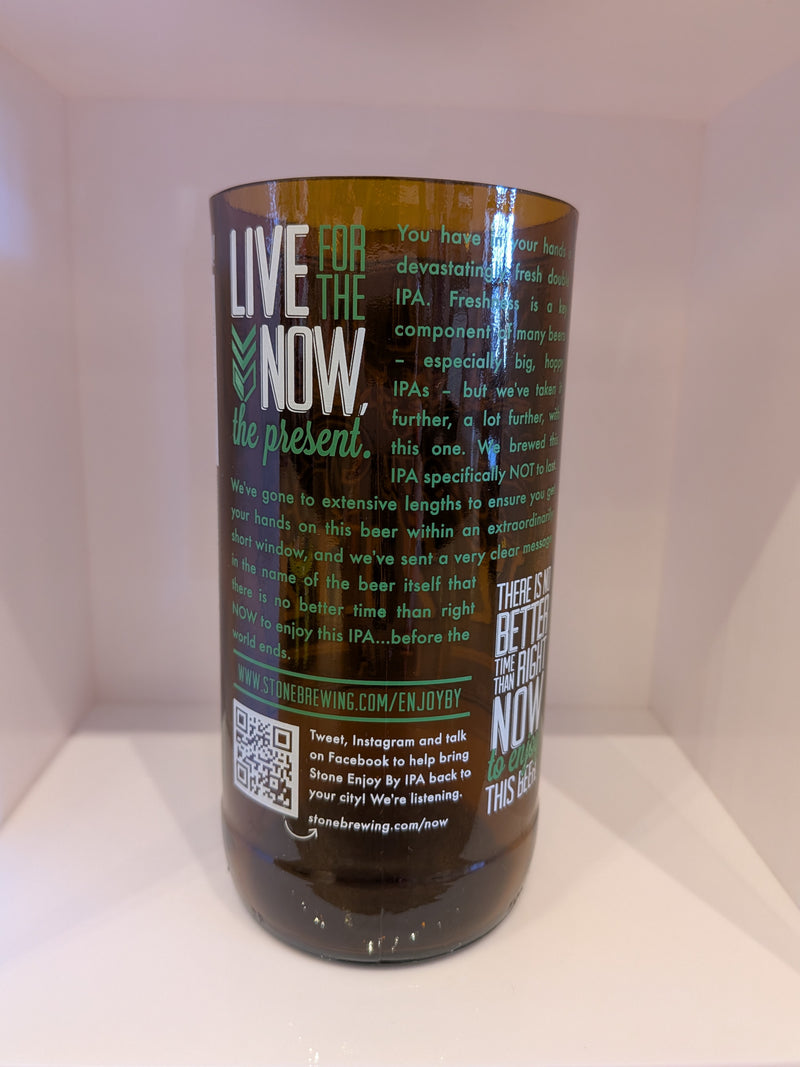 LIVE FOR
THE
NOW,
the present.
You have in your hands
devastatingly fresh double
IPA. Freshness is a key
component of many beers
– especially big, hoppy
IPAs – but we've taken it
further, a lot further, with
this one. We brewed this
IPA specifically NOT to last.
We've gone to extensive lengths to ensure you get
your hands on this beer within an extraordinarily
short window, and we've sent a very clear message
in the name of the beer itself that
there is no better time than right
NOW to enjoy this IPA...before the
world ends.
WWW.STONEBREWING.COM/ENJOYBY
Tweet, Instagram and talk
on Facebook to help bring
Stone Enjoy By IPA back to
your city! We're listening.
stonebrewing.com/now
THERE IS NO
BETTER
TIME
THAN RIGHT
NOW
to enjoy
THIS BEER.